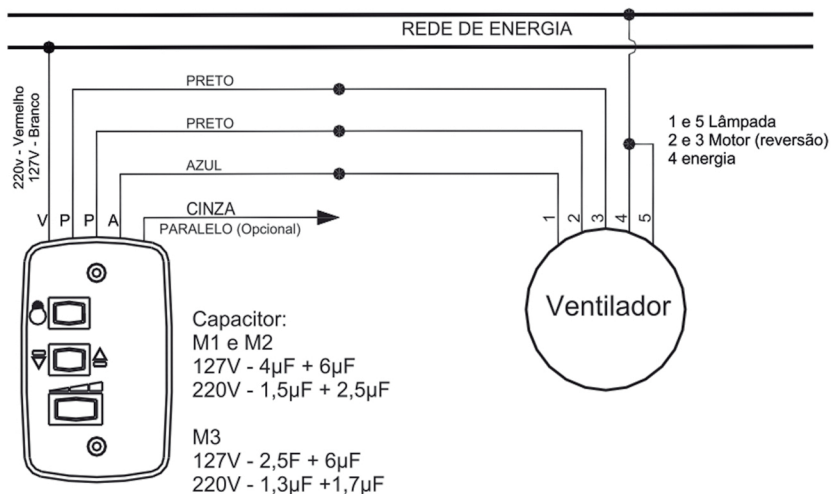 REDE DE ENERGIA
220v - Vermelho
127V - Branco
PRETO
PRETO
AZUL
CINZA
PARALELO (Opcional)
V P P A
1 e 5 Lâmpada
2 e 3 Motor (reversão)
4 energia
1 2 3 4 5
Ventilador
Capacitor:
M1 e M2
127V - 4µF + 6µF
220V - 1,5µF + 2,5µF
M3
127V - 2,5F + 6µF
220V - 1,3µF +1,7µF